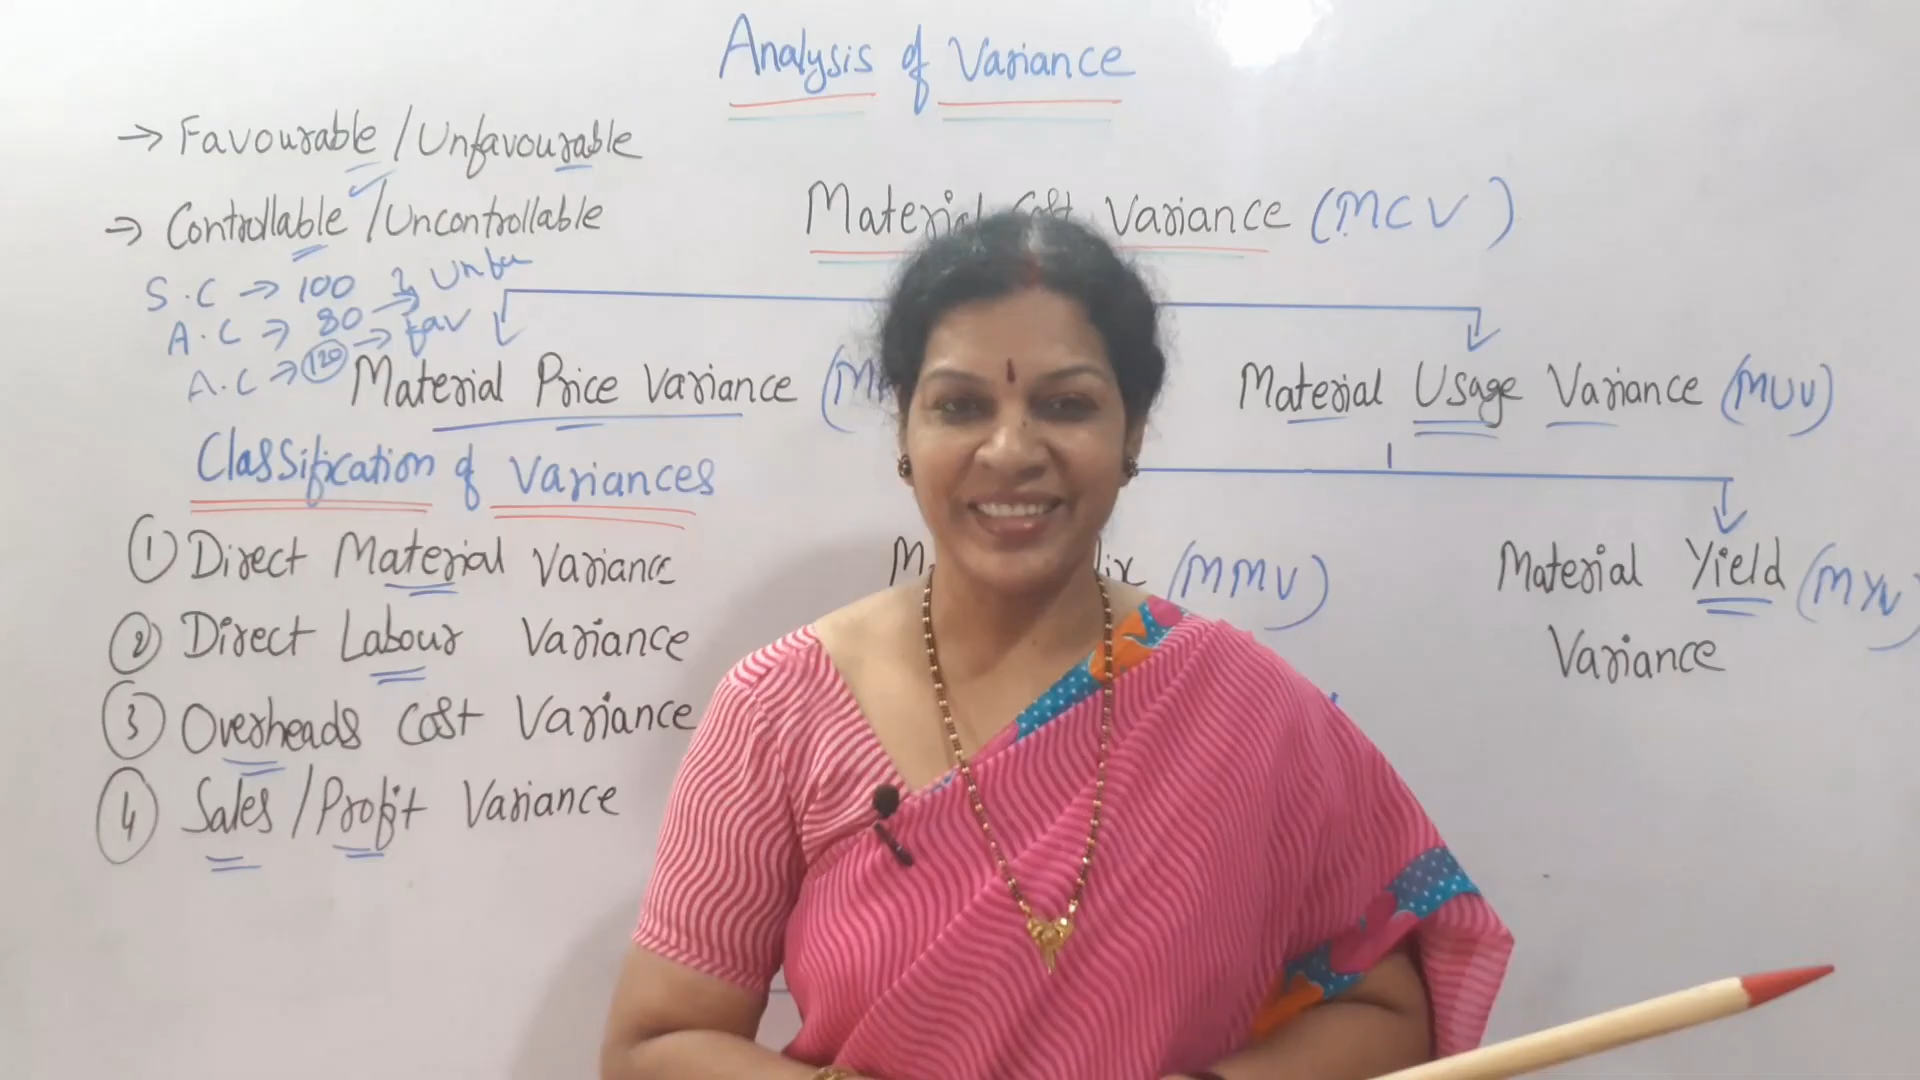 Analysis of Variance
→ Favourable / Unfavourable
→ Controllable / Uncontrollable
S.C → 100
A.C → 80 →
A.C → 120 → fav
Material Cost Variance (MCV)
Material Price Variance
Material Usage Variance (MUV)
Classification of Variances
① Direct Material Variance
② Direct Labour Variance
③ Overheads Cost Variance
④ Sales / Profit Variance
(MMV)
Material Yield (MYV)
Variance